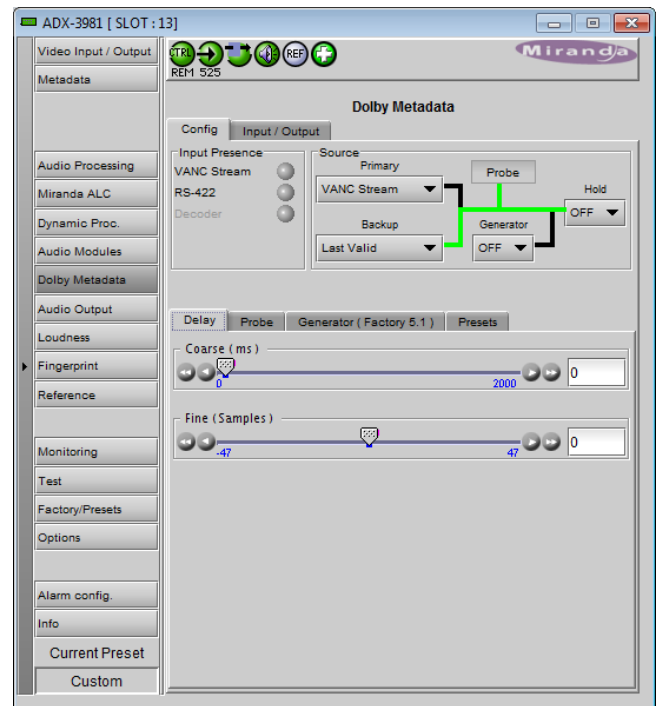 ADX-3981 [ SLOT : 13]
Video Input / Output
Metadata
Audio Processing
Miranda ALC
Dynamic Proc.
Audio Modules
Dolby Metadata
Audio Output
Loudness
Fingerprint
Reference
Monitoring
Test
Factory/Presets
Options
Alarm config.
Info
Current Preset
Custom
CTRL
REF
REM 525
Miranda
Dolby Metadata
Config
Input / Output
Input Presence
VANC Stream
RS-422
Decoder
Source
Primary
VANC Stream
Backup
Last Valid
Probe
Generator
OFF
Hold
OFF
Delay
Probe
Generator ( Factory 5.1 )
Presets
Coarse ( ms )
0
2000
0
Fine (Samples )
-47
47
0